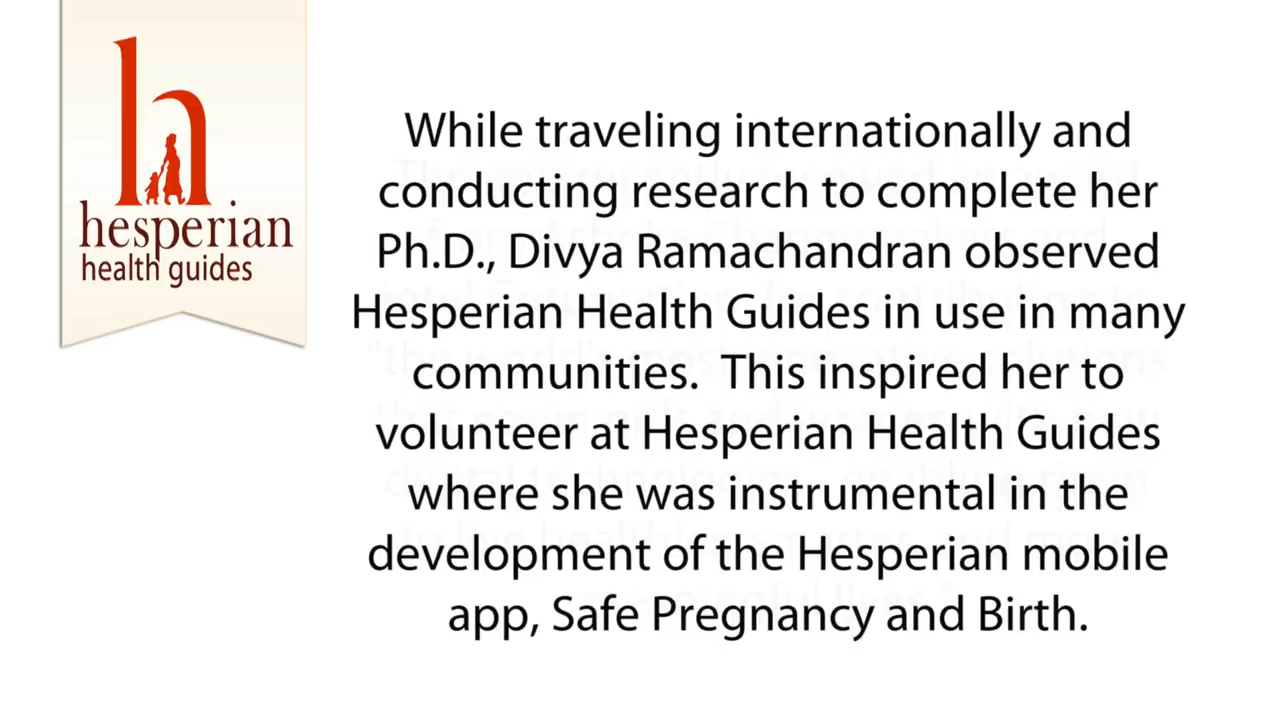 hesperian
health guides
While traveling internationally and
conducting research to complete her
Ph.D., Divya Ramachandran observed
Hesperian Health Guides in use in many
communities.  This inspired her to
volunteer at Hesperian Health Guides
where she was instrumental in the
development of the Hesperian mobile
app, Safe Pregnancy and Birth.